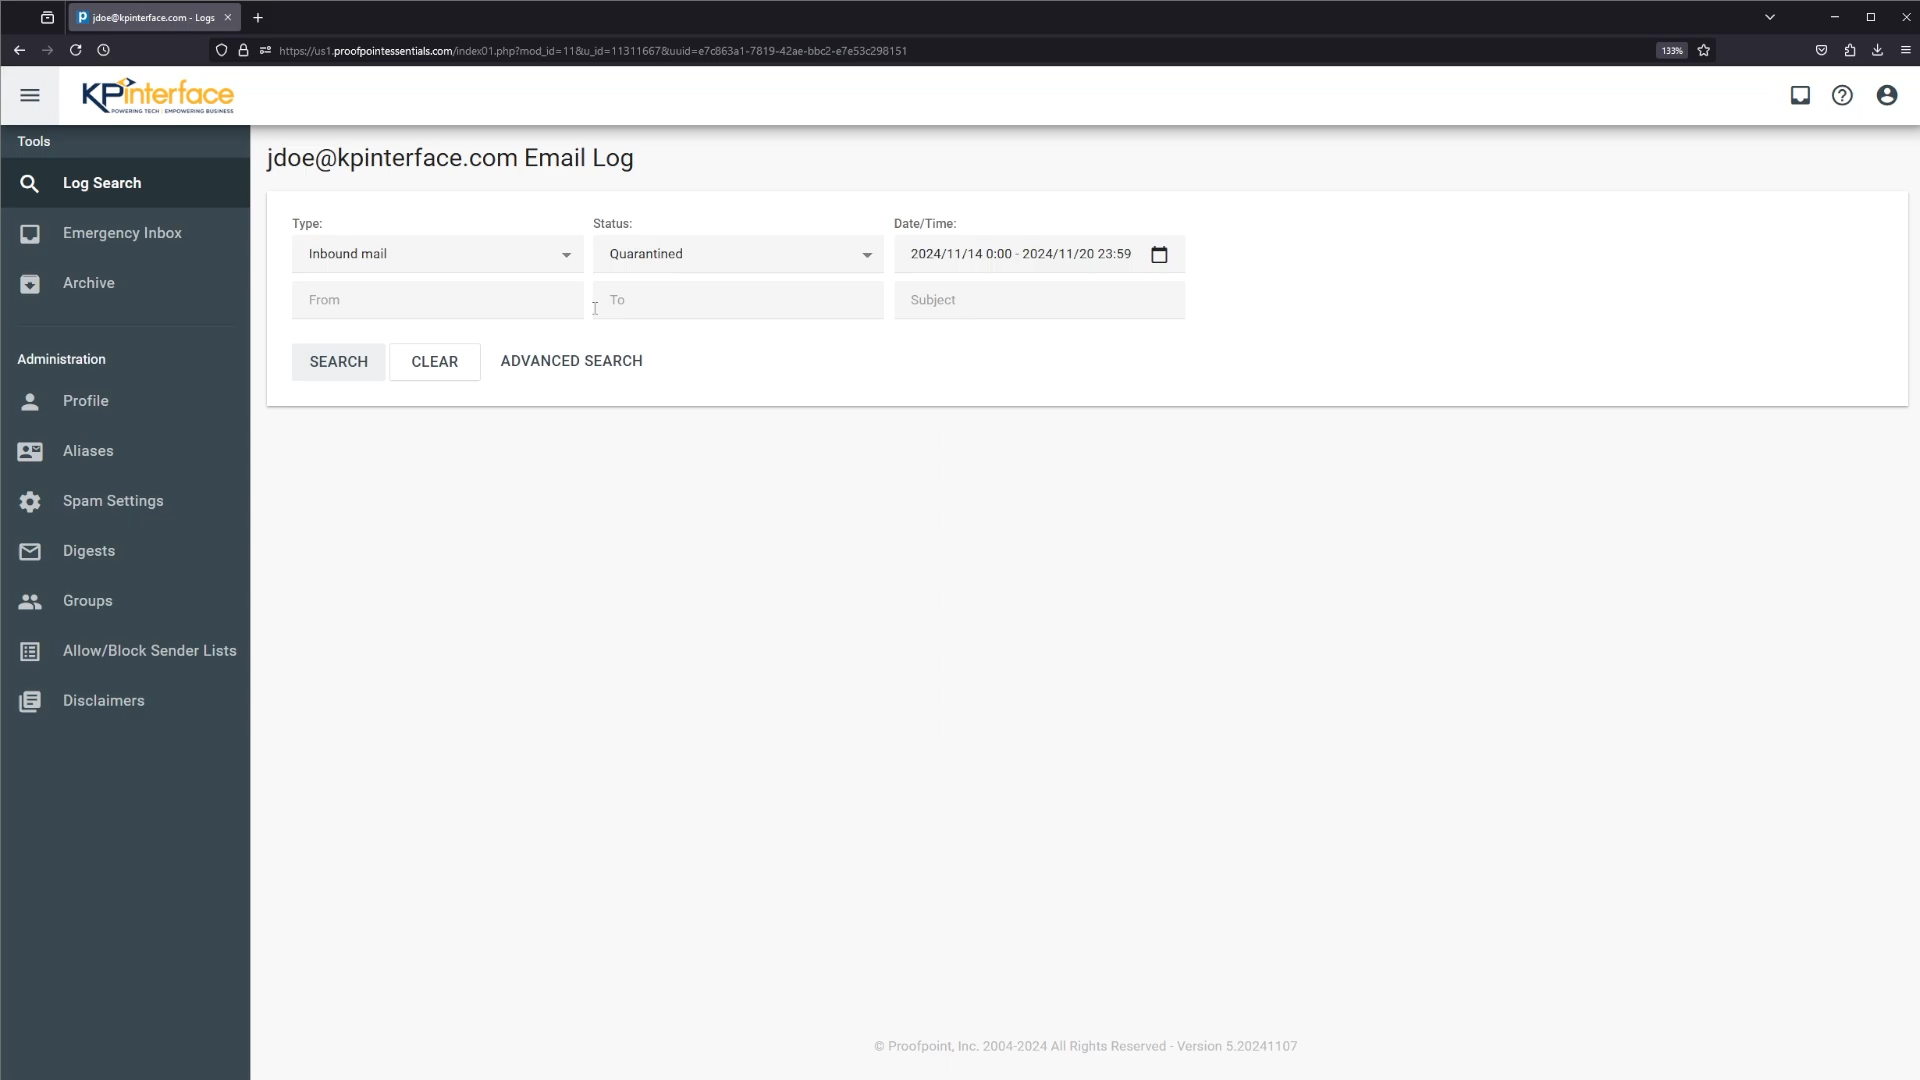 jdoe@kpinterface.com - Logs
https://us1.proofpointessentials.com/index01.php?mod_id=11&u_id=11311667&uuid=e7c863a1-7819-42ae-bbc2-e7e53c298151
133%
KPinterface
POWERING TECH | EMPOWERING BUSINESS
Tools
Log Search
Emergency Inbox
Archive
Administration
Profile
Aliases
Spam Settings
Digests
Groups
Allow/Block Sender Lists
Disclaimers
jdoe@kpinterface.com Email Log
Type: Status: Date/Time:
Inbound mail Quarantined 2024/11/14 0:00 - 2024/11/20 23:59
From To Subject
SEARCH CLEAR ADVANCED SEARCH
© Proofpoint, Inc. 2004-2024 All Rights Reserved - Version 5.20241107